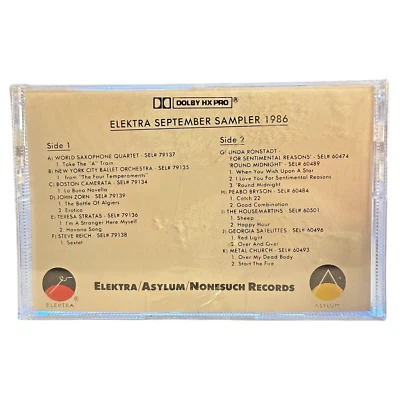 DOLBY HX PRO®
ELEKTRA SEPTEMBER SAMPLER 1986
Side 1
A) WORLD SAXOPHONE QUARTET - SEL# 79137
1. Take The "A" Train
B) NEW YORK CITY BALLET ORCHESTRA - SEL# 79135
1. from "The Four Temperaments"
C) BOSTON CAMERATA - SEL# 79134
1. La Bona Novella
D) JOHN ZORN - SEL# 79139
1. The Battle Of Algiers
2. Erotico
E) TERESA STRATAS - SEL# 79136
1. I'm A Stranger Here Myself
2. Havana Song
F) STEVE REICH - SEL# 79138
1. Sextet
Side 2
G) LINDA RONSTADT
'FOR SENTIMENTAL REASONS' - SEL# 60474
'ROUND MIDNIGHT' - SEL# 60489
1. When You Wish Upon A Star
2. I Love You For Sentimental Reasons
3. 'Round Midnight
H) PEABO BRYSON - SEL# 60484
1. Catch 22
2. Good Combination
I) THE HOUSEMARTINS - SEL# 60501
1. Sheep
2. Happy Hour
J) GEORGIA SATELLITES - SEL# 60496
1. Red Light
2. Over And Over
K) METAL CHURCH - SEL# 60493
1. Over My Dead Body
2. Start The Fire
ELEKTRA ®
ELEKTRA/ASYLUM/NONESUCH RECORDS
ASYLUM